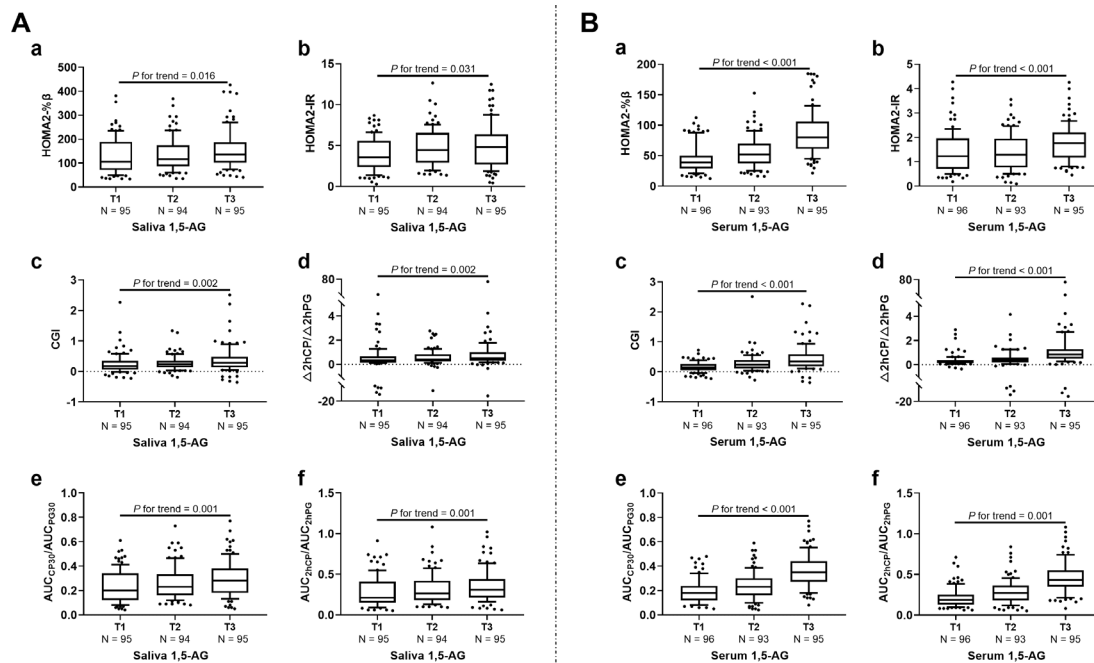 A
a
HOMA2-%β
500
400
300
200
100
0
P for trend = 0.016
T1 T2 T3
N = 95 N = 94 N = 95
Saliva 1,5-AG
b
HOMA2-IR
15
10
5
0
P for trend = 0.031
T1 T2 T3
N = 95 N = 94 N = 95
Saliva 1,5-AG
c
CGI
3
2
1
0
-1
P for trend = 0.002
T1 T2 T3
N = 95 N = 94 N = 95
Saliva 1,5-AG
d
△2hCP/△2hPG
80
6
4
2
0
-20
P for trend = 0.002
T1 T2 T3
N = 95 N = 94 N = 95
Saliva 1,5-AG
e
AUCCP30/AUCPG30
1.0
0.8
0.6
0.4
0.2
0.0
P for trend = 0.001
T1 T2 T3
N = 95 N = 94 N = 95
Saliva 1,5-AG
f
AUC2hCP/AUC2hPG
1.5
1.0
0.5
0.0
P for trend = 0.001
T1 T2 T3
N = 95 N = 94 N = 95
Saliva 1,5-AG
B
a
HOMA2-%β
200
150
100
50
0
P for trend < 0.001
T1 T2 T3
N = 96 N = 93 N = 95
Serum 1,5-AG
b
HOMA2-IR
5
4
3
2
1
0
P for trend < 0.001
T1 T2 T3
N = 96 N = 93 N = 95
Serum 1,5-AG
c
CGI
3
2
1
0
-1
P for trend < 0.001
T1 T2 T3
N = 96 N = 93 N = 95
Serum 1,5-AG
d
△2hCP/△2hPG
80
6
4
2
0
-20
P for trend < 0.001
T1 T2 T3
N = 96 N = 93 N = 95
Serum 1,5-AG
e
AUCCP30/AUCPG30
1.0
0.8
0.6
0.4
0.2
0.0
P for trend < 0.001
T1 T2 T3
N = 96 N = 93 N = 95
Serum 1,5-AG
f
AUC2hCP/AUC2hPG
1.5
1.0
0.5
0.0
P for trend = 0.001
T1 T2 T3
N = 96 N = 93 N = 95
Serum 1,5-AG